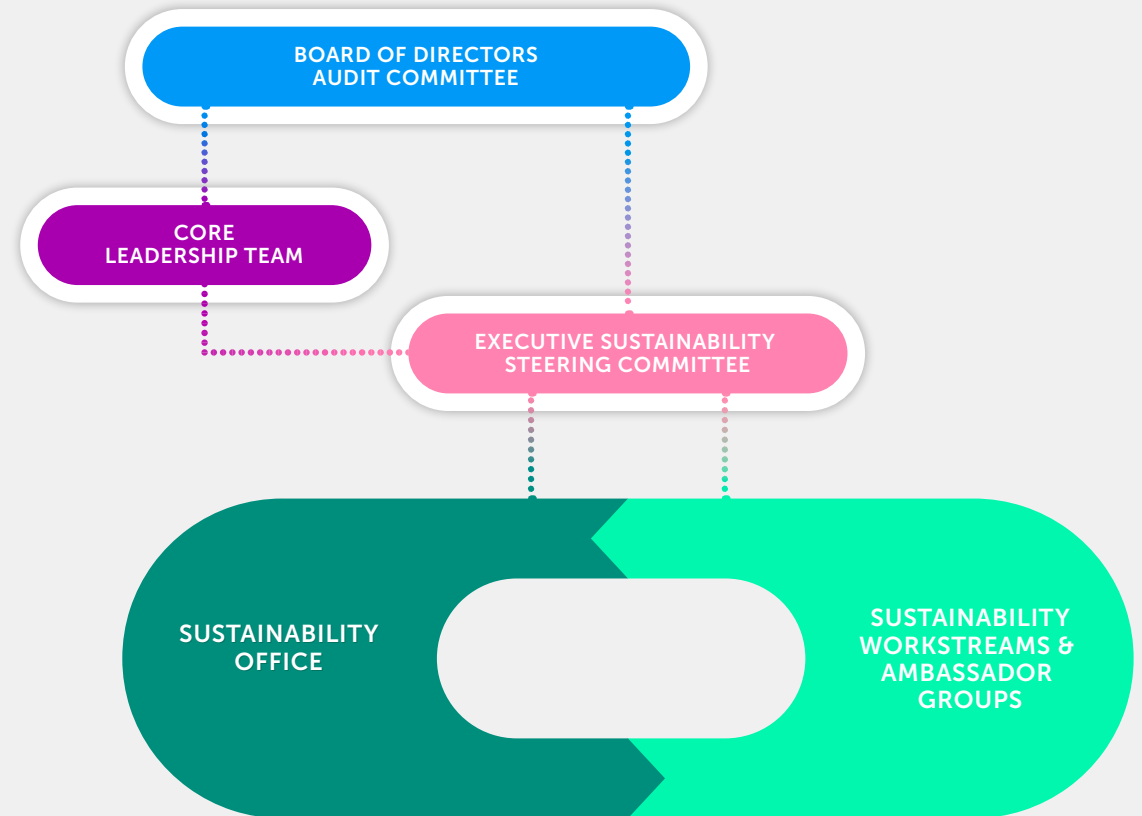 BOARD OF DIRECTORS
AUDIT COMMITTEE
CORE
LEADERSHIP TEAM
EXECUTIVE SUSTAINABILITY
STEERING COMMITTEE
SUSTAINABILITY
OFFICE
SUSTAINABILITY
WORKSTREAMS &
AMBASSADOR
GROUPS